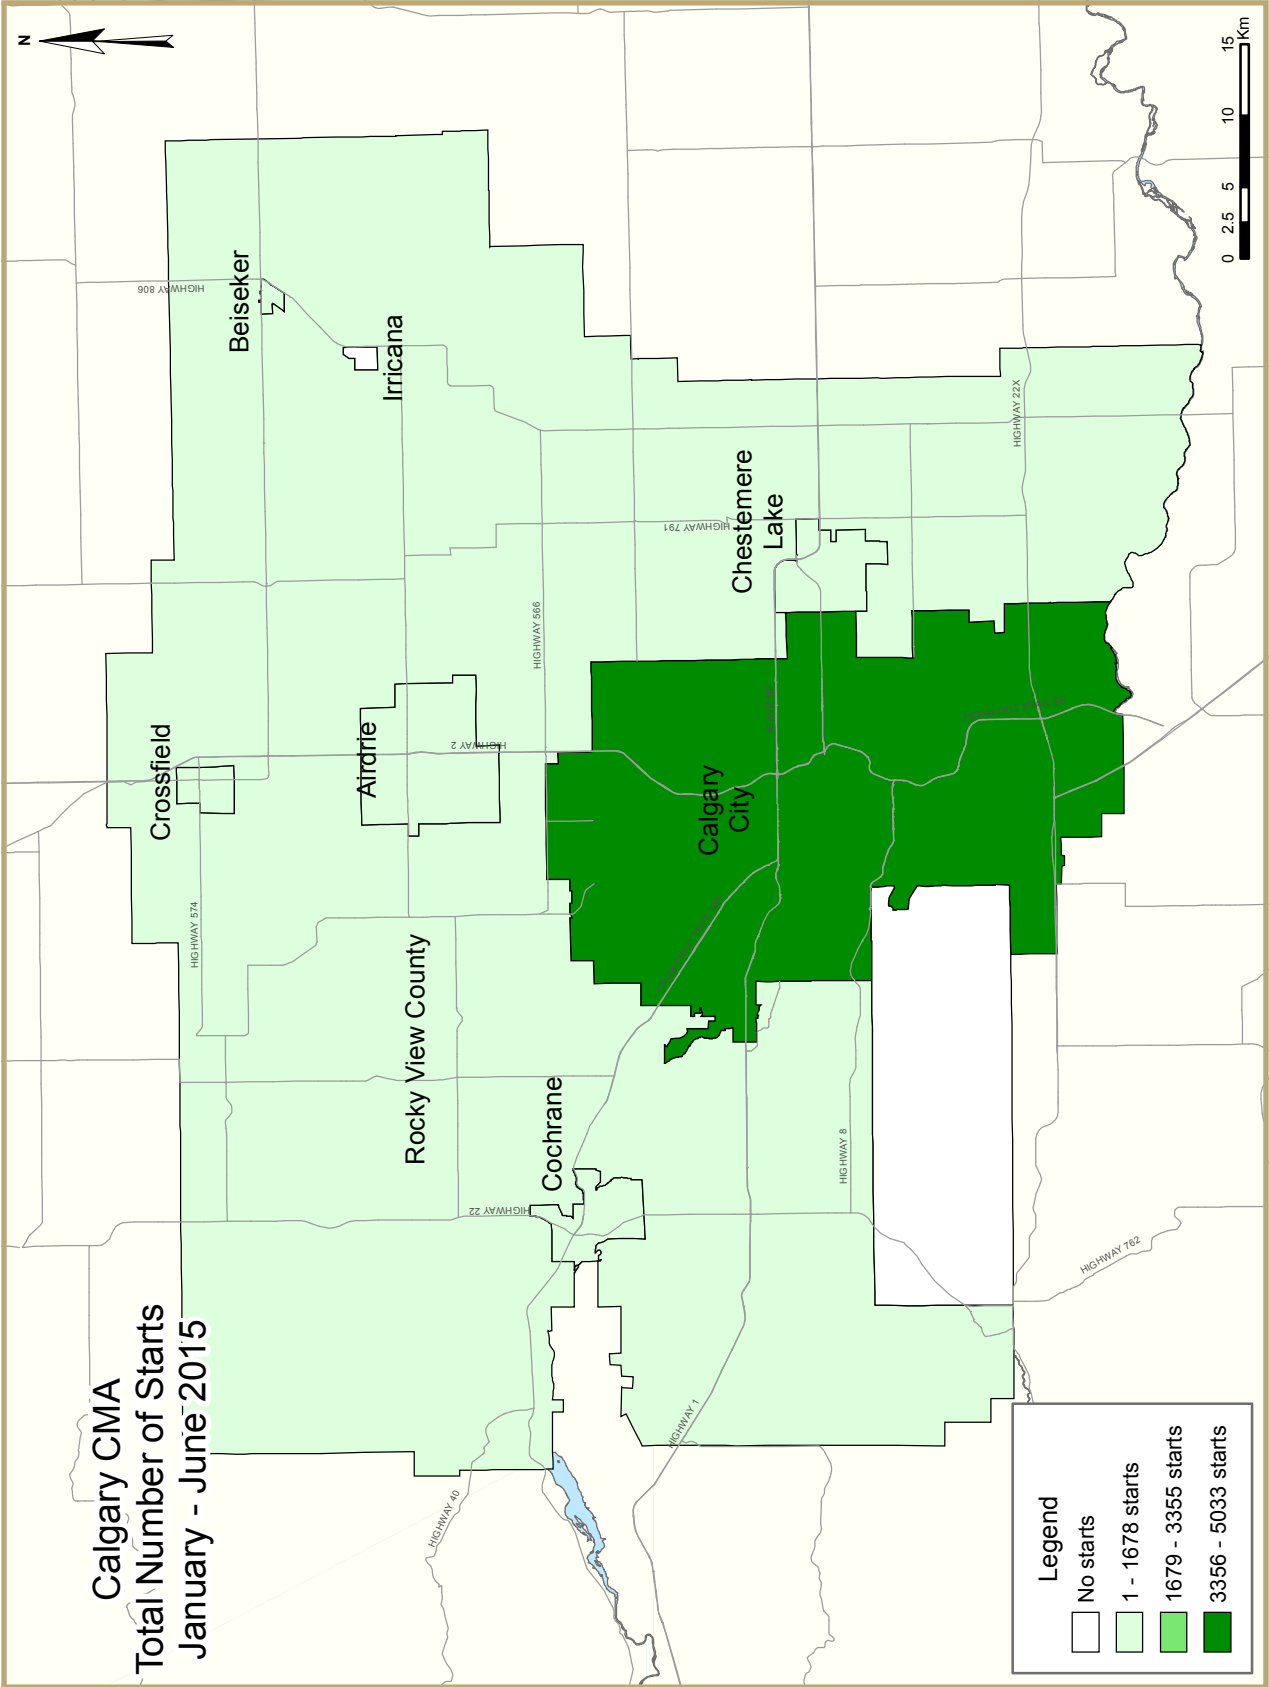 Calgary CMA
Total Number of Starts
January - June 2015
N
Crossfield
Beiseker
Irricana
Airdrie
Rocky View County
Cochrane
Chestemere
Lake
Calgary
City
HIGHWAY 806
HIGHWAY 574
HIGHWAY 2
HIGHWAY 566
HIGHWAY 791
HIGHWAY 22
HIGHWAY 40
HIGHWAY 1
HIGHWAY 8
HIGHWAY 22X
HIGHWAY 762
Legend
No starts
1 - 1678 starts
1679 - 3355 starts
3356 - 5033 starts
0 2.5 5 10 15
Km